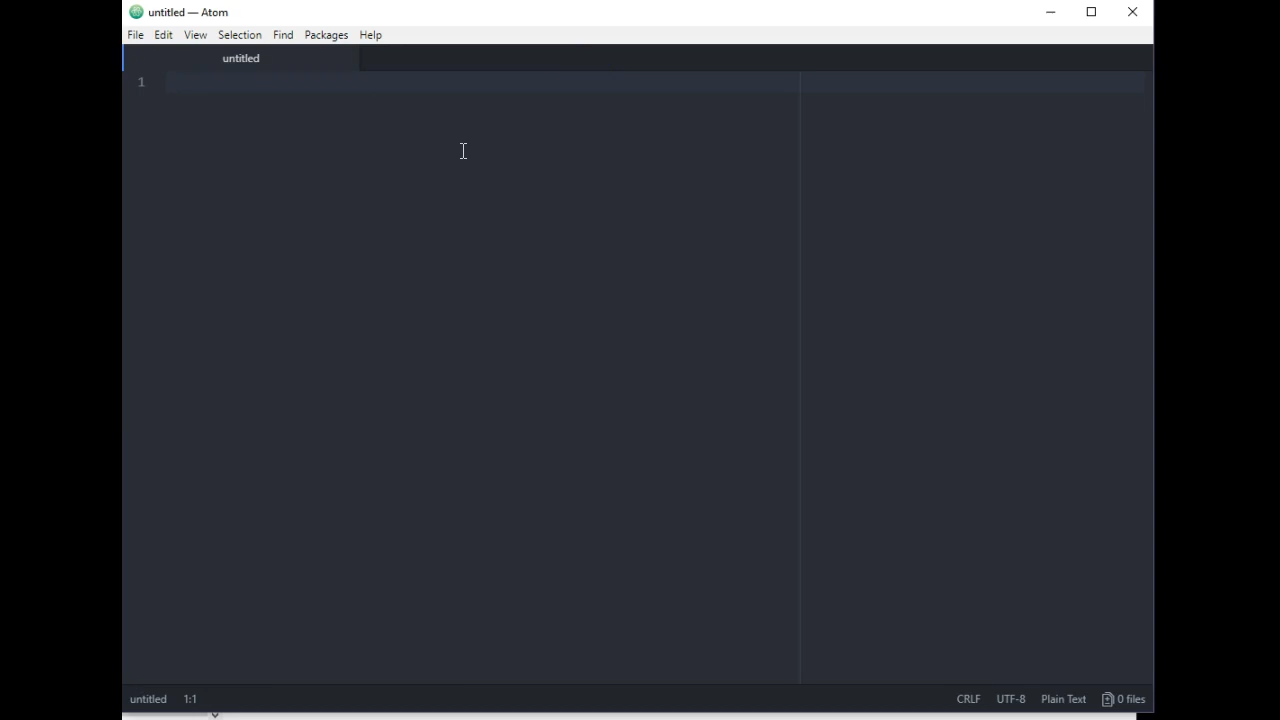 untitled — Atom
File Edit View Selection Find Packages Help
untitled
1
untitled 1:1 CRLF UTF-8 Plain Text 0 files